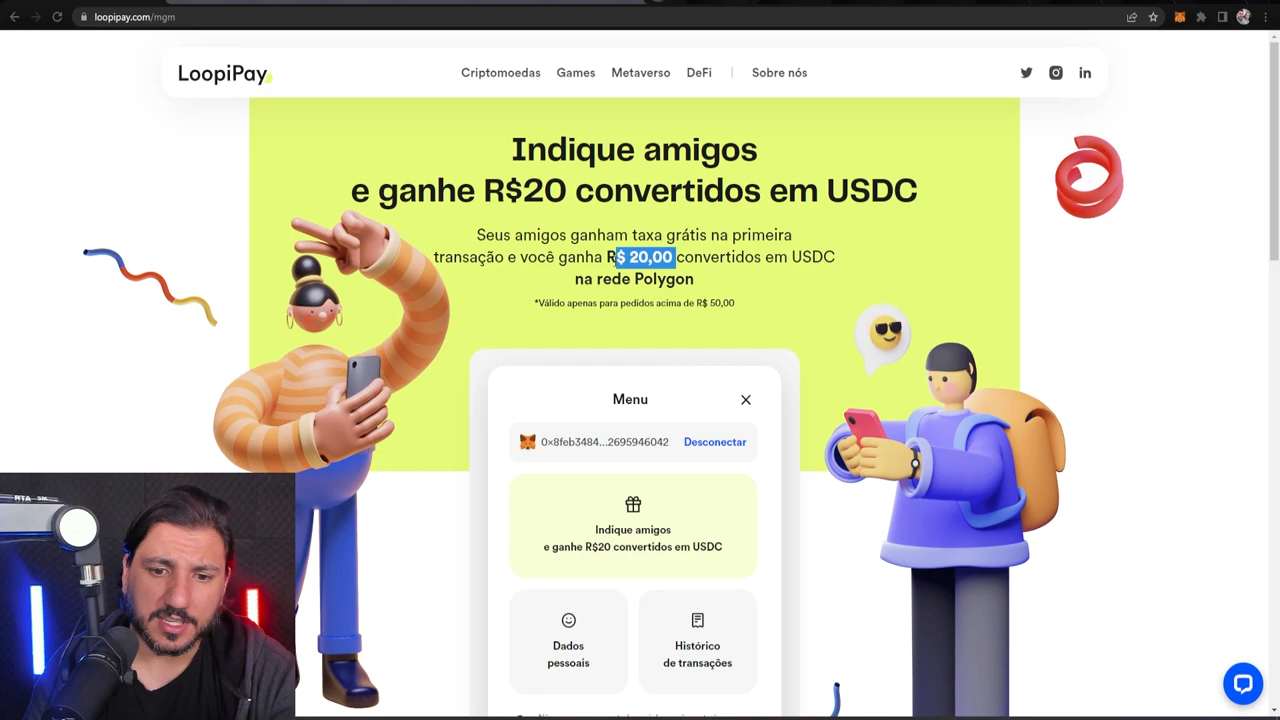 loopipay.com/mgm
LoopiPay
Criptomoedas Games Metaverso DeFi | Sobre nós
Indique amigos
e ganhe R$20 convertidos em USDC
Seus amigos ganham taxa grátis na primeira
transação e você ganha R$ 20,00 convertidos em USDC
na rede Polygon
*Válido apenas para pedidos acima de R$ 50,00
Menu
0x8feb3484...2695946042 Desconectar
Indique amigos
e ganhe R$20 convertidos em USDC
Dados
pessoais
Histórico
de transações
RTA